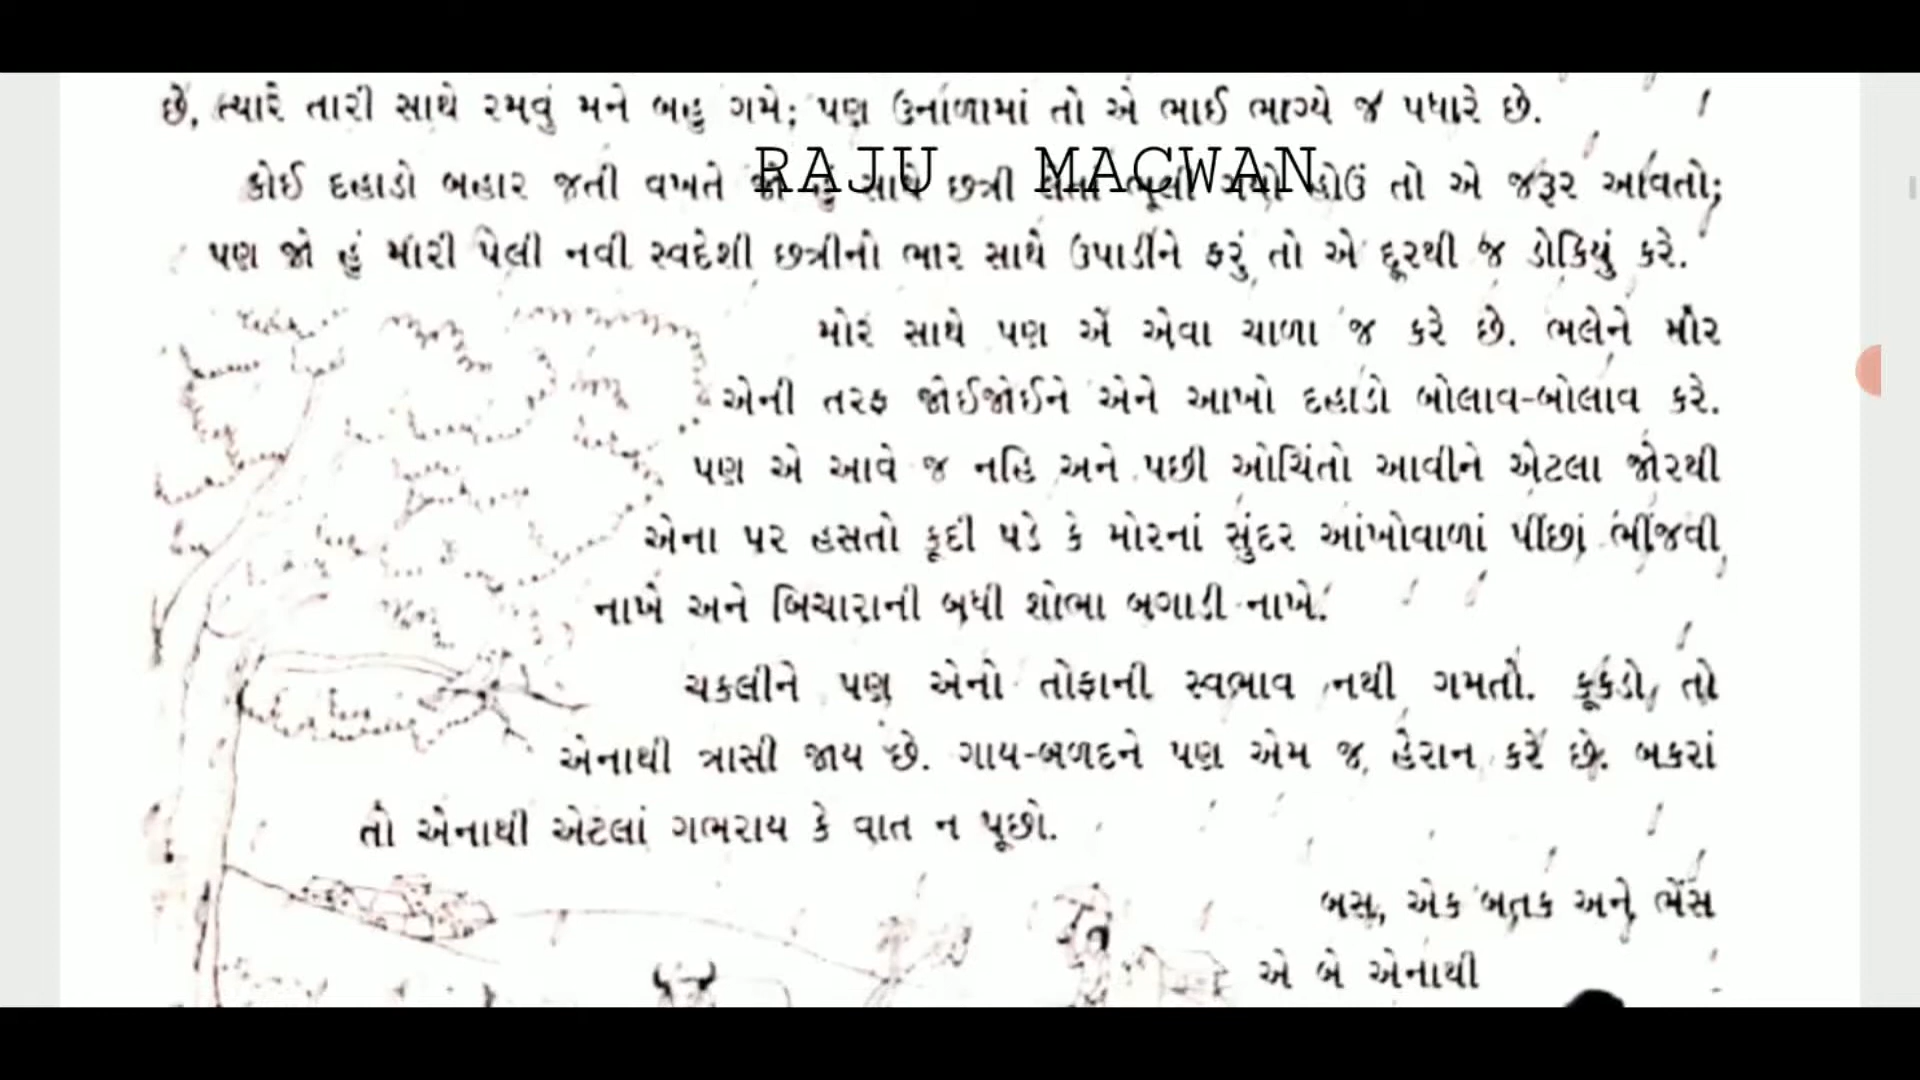 છે, ત્યારે તારી સાથે રમવું મને બહુ ગમે; પણ ઉનાળામાં તો એ ભાઈ ભાગ્યે જ પધારે છે.
RAJU MACWAN
કોઈ દહાડો બહાર જતી વખતે જો હું સાથે છત્રી લેતાં ભૂલી ગયો હોઉં તો એ જરૂર આવતો;
પણ જો હું મારી પેલી નવી સ્વદેશી છત્રીનો ભાર સાથે ઉપાડીને ફરું તો એ દૂરથી જ ડોકિયું કરે.
મોર સાથે પણ એ એવા ચાળા જ કરે છે. ભલેને મોર
એની તરફ જોઈજોઈને એને આખો દહાડો બોલાવ-બોલાવ કરે.
પણ એ આવે જ નહિ અને પછી ઓચિંતો આવીને એટલા જોરથી
એના પર હસતો કૂદી પડે કે મોરનાં સુંદર આંખોવાળાં પીંછાં ભીંજવી
નાખે અને બિચારાની બધી શોભા બગાડી નાખે.
ચકલીને પણ એનો તોફાની સ્વભાવ નથી ગમતો. કૂકડો તો
એનાથી ત્રાસી જાય છે. ગાય-બળદને પણ એમ જ હેરાન કરે છે. બકરાં
તો એનાથી એટલાં ગભરાય કે વાત ન પૂછો.
બસ, એક બતક અને ભેંસ
એ બે એનાથી